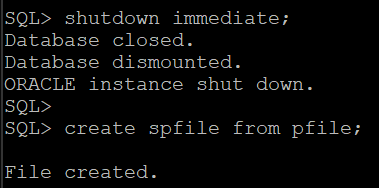 SQL> shutdown immediate;
Database closed.
Database dismounted.
ORACLE instance shut down.
SQL>
SQL> create spfile from pfile;
File created.